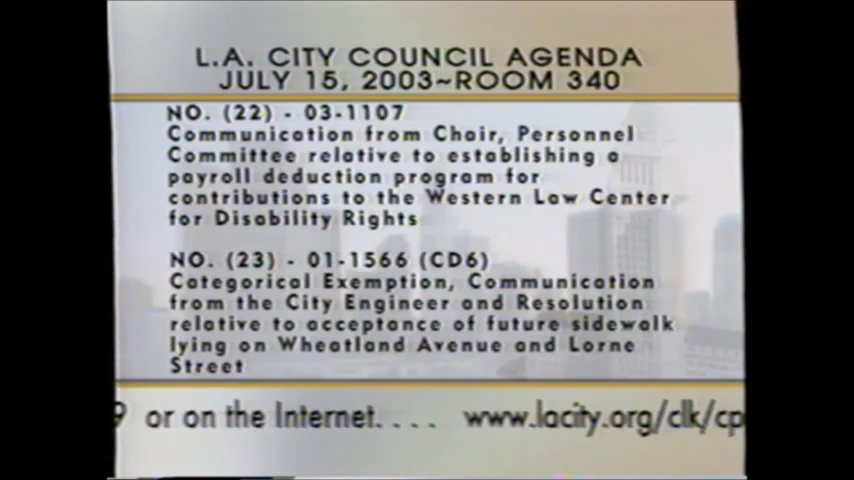 L.A. CITY COUNCIL AGENDA
JULY 15, 2003~ROOM 340
NO. (22) - 03-1107
Communication from Chair, Personnel
Committee relative to establishing a
payroll deduction program for
contributions to the Western Law Center
for Disability Rights
NO. (23) - 01-1566 (CD6)
Categorical Exemption, Communication
from the City Engineer and Resolution
relative to acceptance of future sidewalk
lying on Wheatland Avenue and Lorne
Street
9 or on the Internet. . . . www.lacity.org/clk/cp